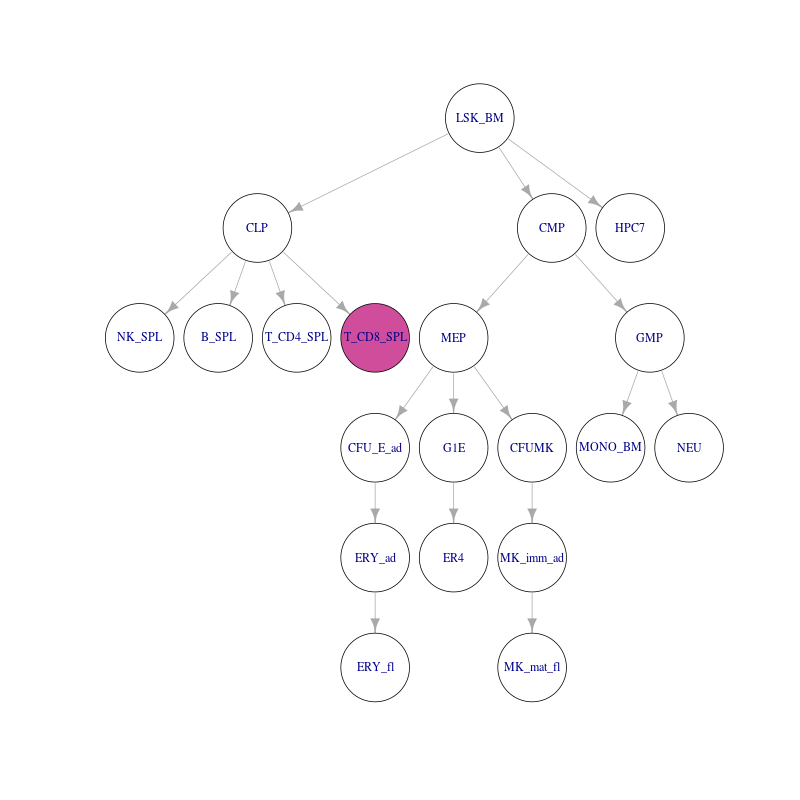 LSK_BM
CLP
CMP
HPC7
NK_SPL
B_SPL
T_CD4_SPL
T_CD8_SPL
MEP
GMP
CFU_E_ad
G1E
CFUMK
MONO_BM
NEU
ERY_ad
ER4
MK_imm_ad
ERY_fl
MK_mat_fl